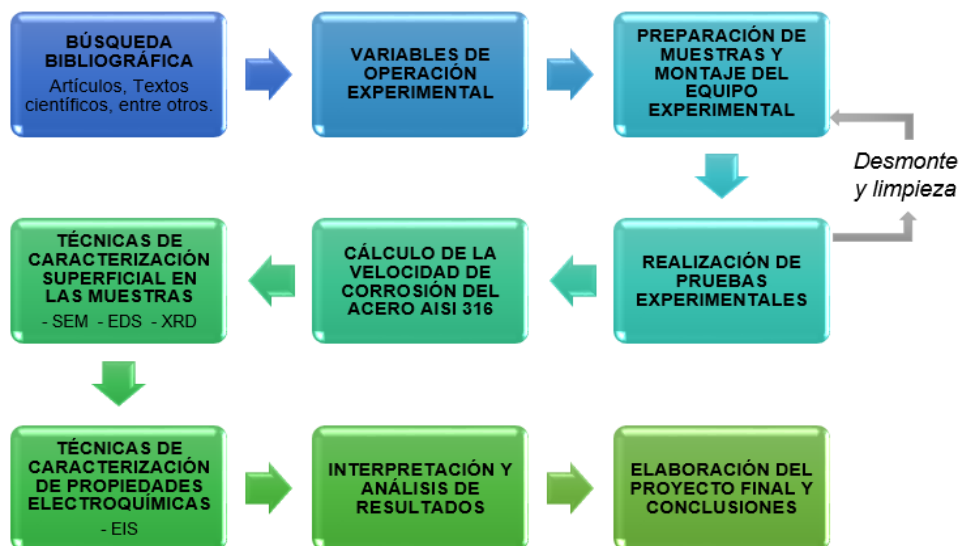 BÚSQUEDA
BIBLIOGRÁFICA
Artículos, Textos
científicos, entre otros.
VARIABLES DE
OPERACIÓN
EXPERIMENTAL
PREPARACIÓN DE
MUESTRAS Y
MONTAJE DEL
EQUIPO
EXPERIMENTAL
Desmonte
y limpieza
REALIZACIÓN DE
PRUEBAS
EXPERIMENTALES
CÁLCULO DE LA
VELOCIDAD DE
CORROSIÓN DEL
ACERO AISI 316
TÉCNICAS DE
CARACTERIZACIÓN
SUPERFICIAL EN
LAS MUESTRAS
- SEM - EDS - XRD
TÉCNICAS DE
CARACTERIZACIÓN
DE PROPIEDADES
ELECTROQUÍMICAS
- EIS
INTERPRETACIÓN Y
ANÁLISIS DE
RESULTADOS
ELABORACIÓN DEL
PROYECTO FINAL Y
CONCLUSIONES